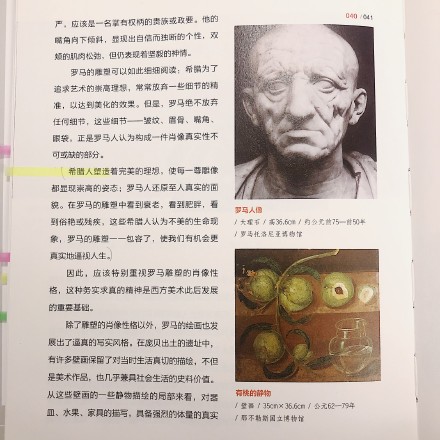 040 / 041
严，应该是一名掌有权柄的贵族或政要。他的
嘴角向下倾斜，显现出自信而独断的个性，双
颊的肌肉松弛，但仍表现着坚毅的神情。
罗马的雕塑可以如此细细阅读：希腊为了
追求艺术的崇高理想，常常放弃一些细节的精
准，以达到美化的效果。但是，罗马绝不放弃
任何细节，这些细节——皱纹、眉骨、嘴角、
眼袋，正是罗马人认为构成一件肖像真实性不
可或缺的部分。
希腊人塑造着完美的理想，使每一尊雕像
都显现崇高的姿态；罗马人还原至人真实的面
貌。在罗马的雕塑中看到衰老，看到肥胖，看
到俗艳或残疾，这些希腊人认为不美的生命现
象，罗马的雕塑一一包容了，使我们有机会更
真实地逼视人生。
因此，应该特别重视罗马雕塑的肖像性
格，这种务实求真的精神是西方美术此后发展
的重要基础。
除了雕塑的肖像性格以外，罗马的绘画也发
展出了逼真的写实风格。在庞贝出土的遗址中，
有许多壁画保留了对当时生活真切的描绘，不但
是美术作品，也几乎兼具社会生活的史料价值。
从这些壁画的一些静物描绘的局部来看，对器
皿、水果、家具的描写，具备强烈的体量的真实
罗马人像
/ 大理石 / 高36.6cm / 约公元前75—前50年
/ 罗马托洛尼亚博物馆
有桃的静物
/ 壁画 / 35cm×36.6cm / 公元62—79年
/ 那不勒斯国立博物馆